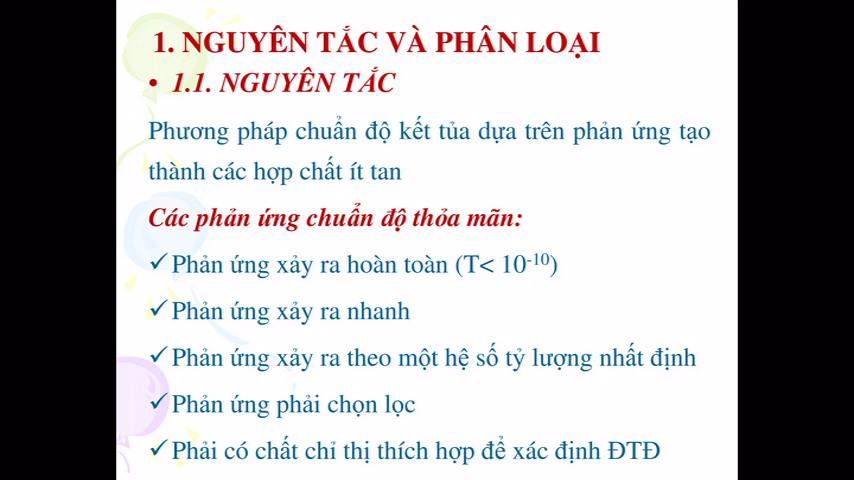 1. NGUYÊN TẮC VÀ PHÂN LOẠI
• 1.1. NGUYÊN TẮC
Phương pháp chuẩn độ kết tủa dựa trên phản ứng tạo
thành các hợp chất ít tan
Các phản ứng chuẩn độ thỏa mãn:
✓Phản ứng xảy ra hoàn toàn (T< 10⁻¹⁰)
✓Phản ứng xảy ra nhanh
✓Phản ứng xảy ra theo một hệ số tỷ lượng nhất định
✓Phản ứng phải chọn lọc
✓Phải có chất chỉ thị thích hợp để xác định ĐTĐ